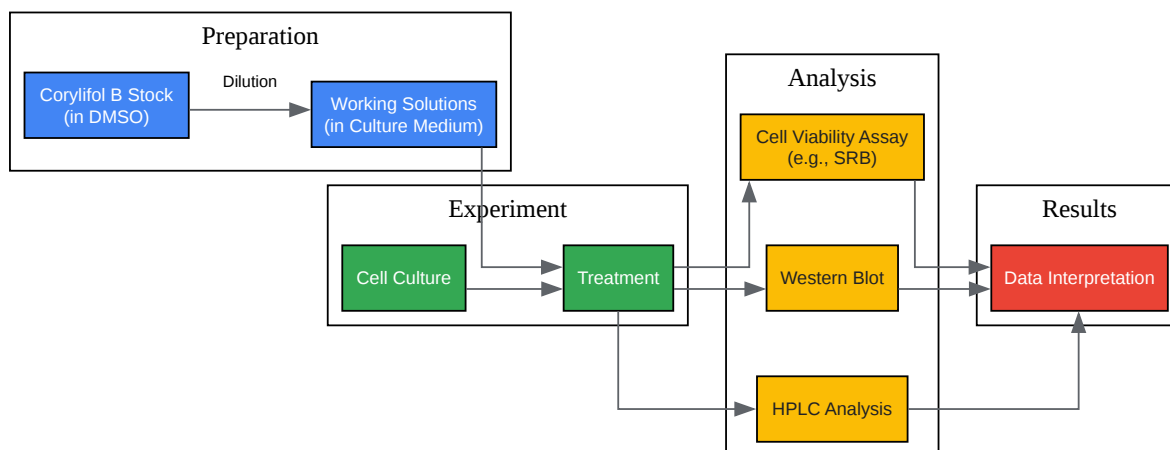 Preparation
Corylifol B Stock
(in DMSO)
Dilution
Working Solutions
(in Culture Medium)
Experiment
Cell Culture
Treatment
Analysis
Cell Viability Assay
(e.g., SRB)
Western Blot
HPLC Analysis
Results
Data Interpretation